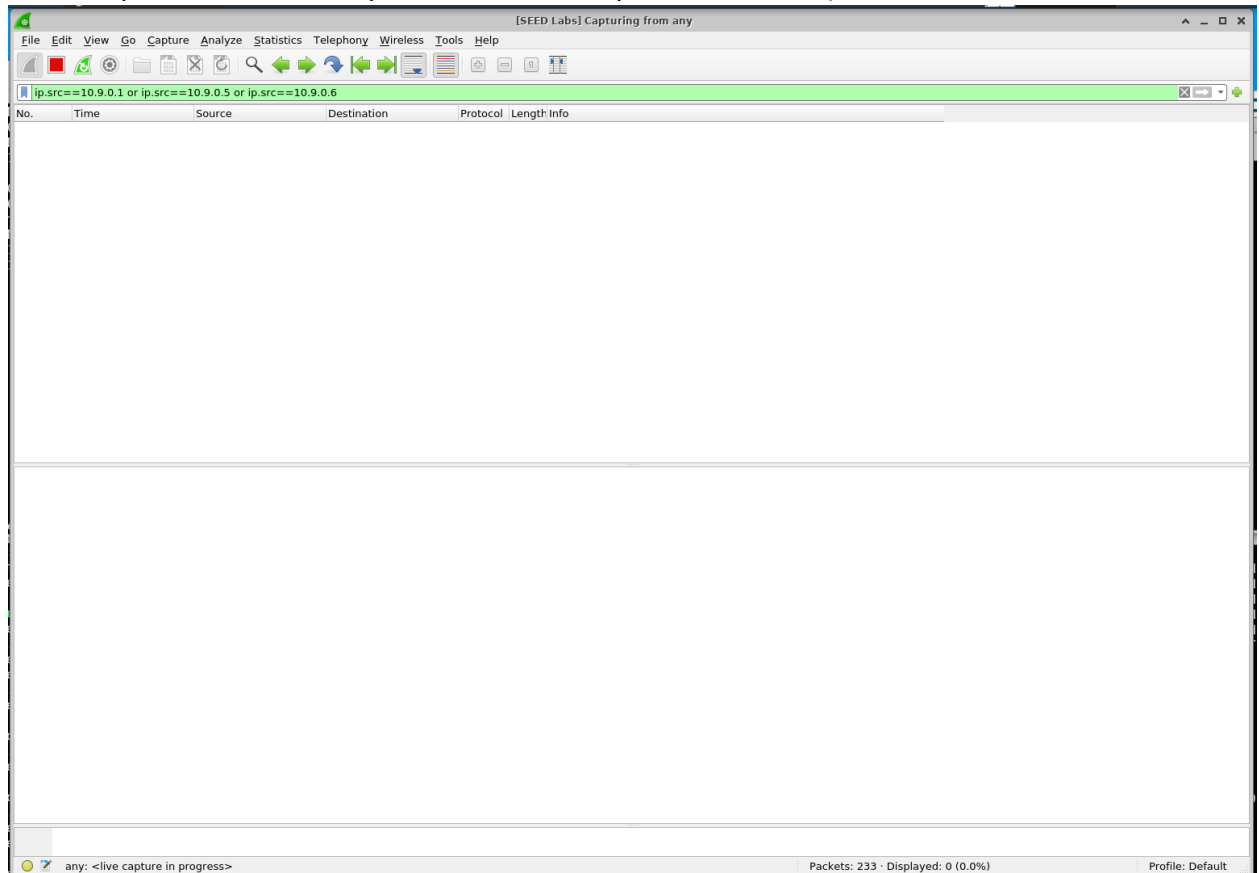 [SEED Labs] Capturing from any
File Edit View Go Capture Analyze Statistics Telephony Wireless Tools Help
ip.src==10.9.0.1 or ip.src==10.9.0.5 or ip.src==10.9.0.6
No. Time Source Destination Protocol Length Info
any: <live capture in progress> Packets: 233 · Displayed: 0 (0.0%) Profile: Default